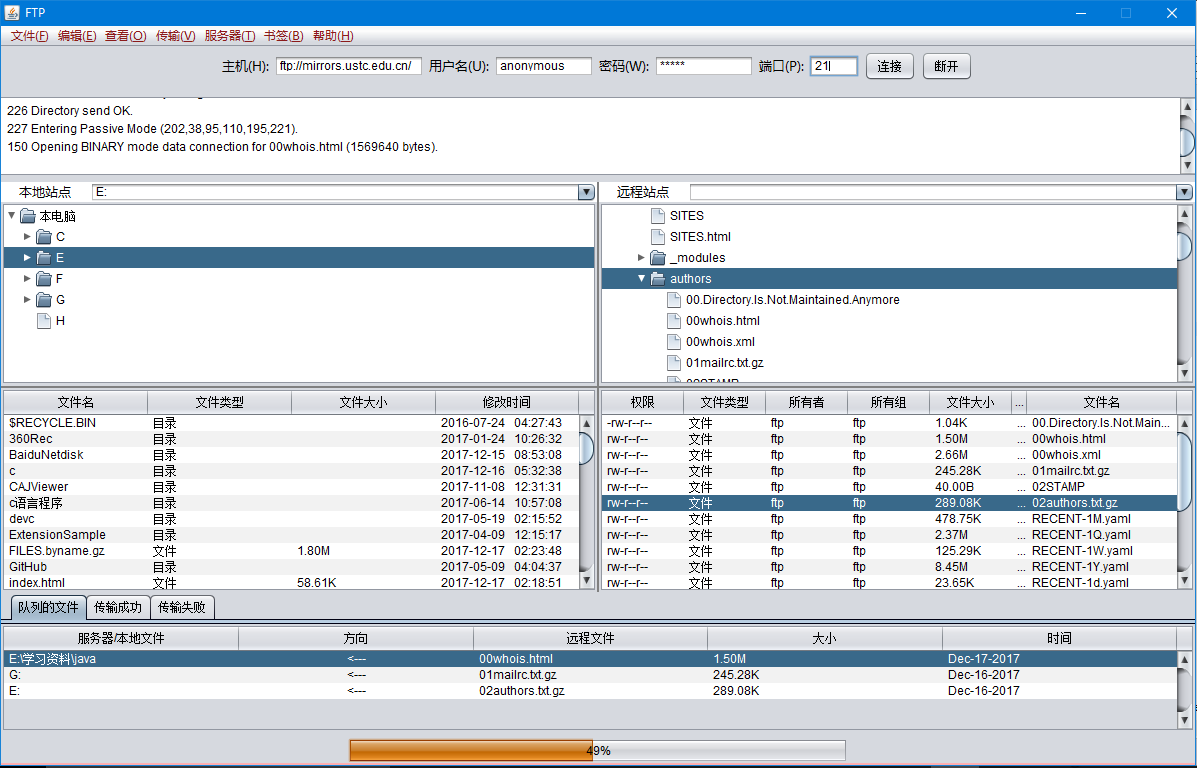 FTP
文件(F) 编辑(E) 查看(O) 传输(V) 服务器(T) 书签(B) 帮助(H)
主机(H): ftp://mirrors.ustc.edu.cn/ 用户名(U): anonymous 密码(W): ***** 端口(P): 21 连接 断开
226 Directory send OK.
227 Entering Passive Mode (202,38,95,110,195,221).
150 Opening BINARY mode data connection for 00whois.html (1569640 bytes).
本地站点 E:
本电脑
C
E
F
G
H
远程站点
SITES
SITES.html
_modules
authors
00.Directory.Is.Not.Maintained.Anymore
00whois.html
00whois.xml
01mailrc.txt.gz
02STAMP
文件名 文件类型 文件大小 修改时间
$RECYCLE.BIN 目录 2016-07-24 04:27:43
360Rec 目录 2017-01-24 10:26:32
BaiduNetdisk 目录 2017-12-15 08:53:08
c 目录 2017-12-16 05:32:38
CAJViewer 目录 2017-11-08 12:31:31
c语言程序 目录 2017-06-14 10:57:08
devc 目录 2017-05-19 02:15:52
ExtensionSample 目录 2017-04-09 12:15:17
FILES.byname.gz 文件 1.80M 2017-12-17 02:23:48
GitHub 目录 2017-05-09 04:04:37
index.html 文件 58.61K 2017-12-17 02:18:51
权限 文件类型 所有者 所有组 文件大小 ... 文件名
-rw-r--r-- 文件 ftp ftp 1.04K ... 00.Directory.Is.Not.Main...
rw-r--r-- 文件 ftp ftp 1.50M ... 00whois.html
rw-r--r-- 文件 ftp ftp 2.66M ... 00whois.xml
rw-r--r-- 文件 ftp ftp 245.28K ... 01mailrc.txt.gz
rw-r--r-- 文件 ftp ftp 40.00B ... 02STAMP
rw-r--r-- 文件 ftp ftp 289.08K ... 02authors.txt.gz
rw-r--r-- 文件 ftp ftp 478.75K ... RECENT-1M.yaml
rw-r--r-- 文件 ftp ftp 2.37M ... RECENT-1Q.yaml
rw-r--r-- 文件 ftp ftp 125.29K ... RECENT-1W.yaml
rw-r--r-- 文件 ftp ftp 8.45M ... RECENT-1Y.yaml
rw-r--r-- 文件 ftp ftp 23.65K ... RECENT-1d.yaml
队列的文件 传输成功 传输失败
服务器/本地文件 方向 远程文件 大小 时间
E:\学习资料\java <--- 00whois.html 1.50M Dec-17-2017
G: <--- 01mailrc.txt.gz 245.28K Dec-16-2017
E: <--- 02authors.txt.gz 289.08K Dec-16-2017
49%